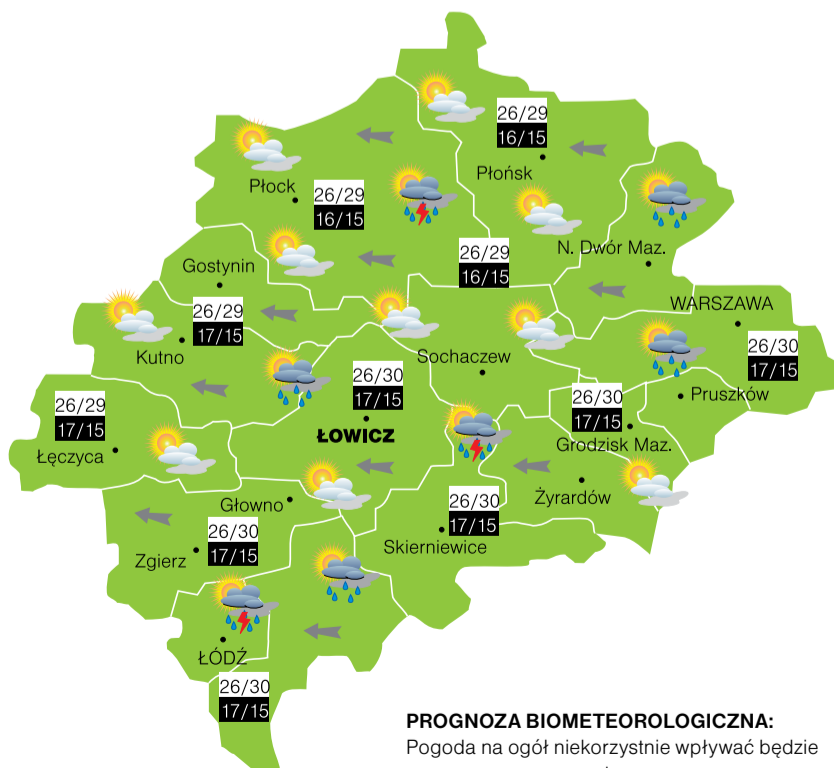 26/29
16/15
Płońsk
Płock
26/29
16/15
N. Dwór Maz.
26/29
16/15
Gostynin
WARSZAWA
26/29
17/15
Kutno
Sochaczew
26/30
17/15
26/30
17/15
Pruszków
26/29
17/15
ŁOWICZ
26/30
17/15
Grodzisk Maz.
Łęczyca
Głowno
Żyrardów
26/30
17/15
Skierniewice
26/30
17/15
Zgierz
ŁÓDŹ
26/30
17/15
PROGNOZA BIOMETEOROLOGICZNA:
Pogoda na ogół niekorzystnie wpływać będzie